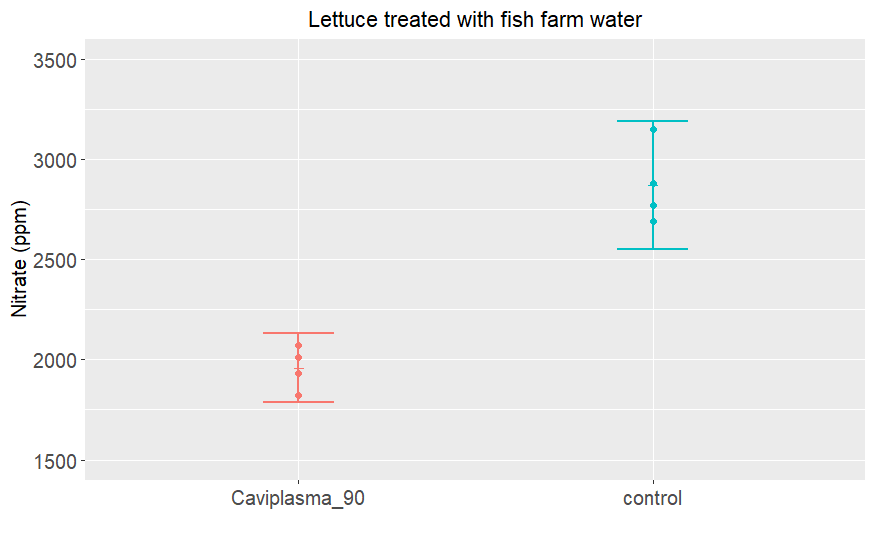 Lettuce treated with fish farm water
Nitrate (ppm)
3500
3000
2500
2000
1500
Caviplasma_90
control